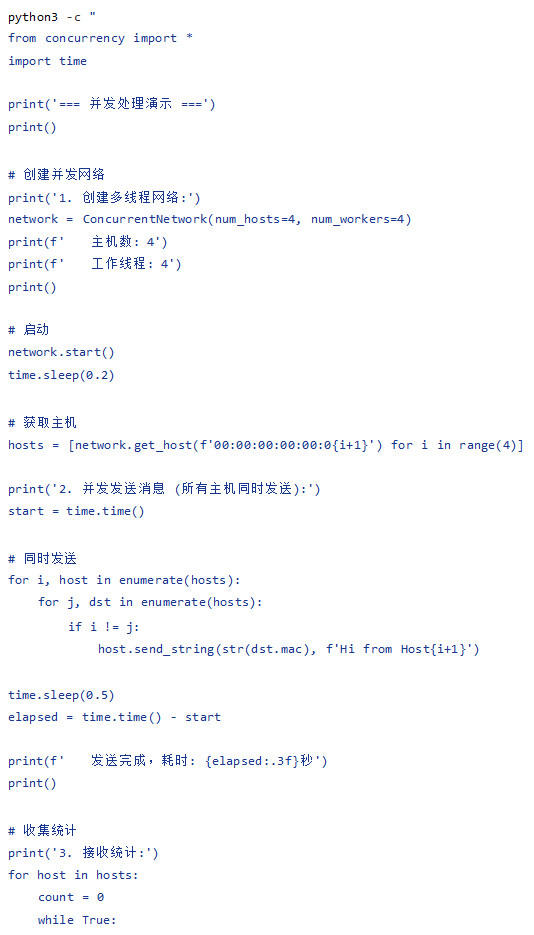 python3 -c "
from concurrency import *
import time
print('=== 并发处理演示 ===')
print()
# 创建并发网络
print('1. 创建多线程网络:')
network = ConcurrentNetwork(num_hosts=4, num_workers=4)
print(f'   主机数: 4')
print(f'   工作线程: 4')
print()
# 启动
network.start()
time.sleep(0.2)
# 获取主机
hosts = [network.get_host(f'00:00:00:00:00:0{i+1}') for i in range(4)]
print('2. 并发发送消息 (所有主机同时发送):')
start = time.time()
# 同时发送
for i, host in enumerate(hosts):
    for j, dst in enumerate(hosts):
        if i != j:
            host.send_string(str(dst.mac), f'Hi from Host{i+1}')
time.sleep(0.5)
elapsed = time.time() - start
print(f'   发送完成，耗时: {elapsed:.3f}秒')
print()
# 收集统计
print('3. 接收统计:')
for host in hosts:
    count = 0
    while True: